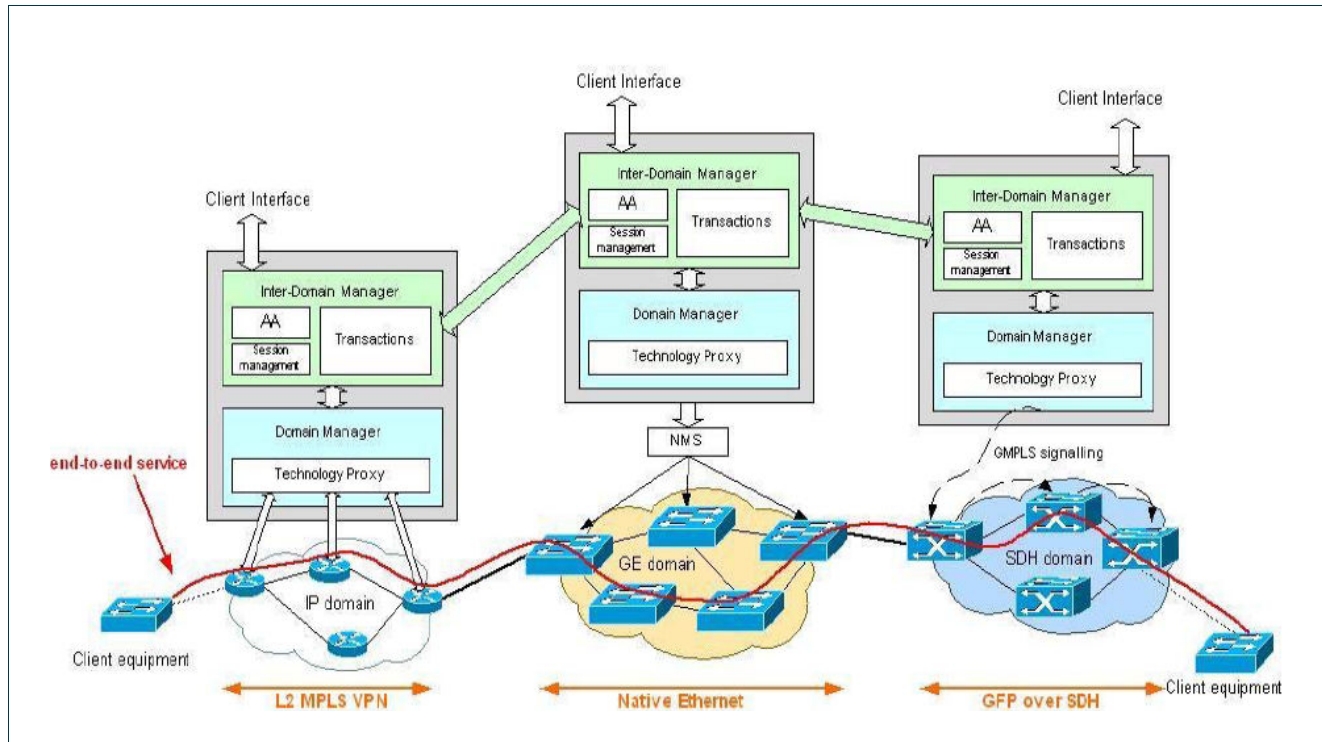 Client Interface
Inter-Domain Manager
AA
Session
management
Transactions
Domain Manager
Technology Proxy
Client Interface
Inter-Domain Manager
AA
Session
management
Transactions
Domain Manager
Technology Proxy
NMS
Client Interface
Inter-Domain Manager
AA
Session
management
Transactions
Domain Manager
Technology Proxy
GMPLS signalling
end-to-end service
IP domain
GE domain
SDH domain
Client equipment
Client equipment
L2 MPLS VPN
Native Ethernet
GFP over SDH